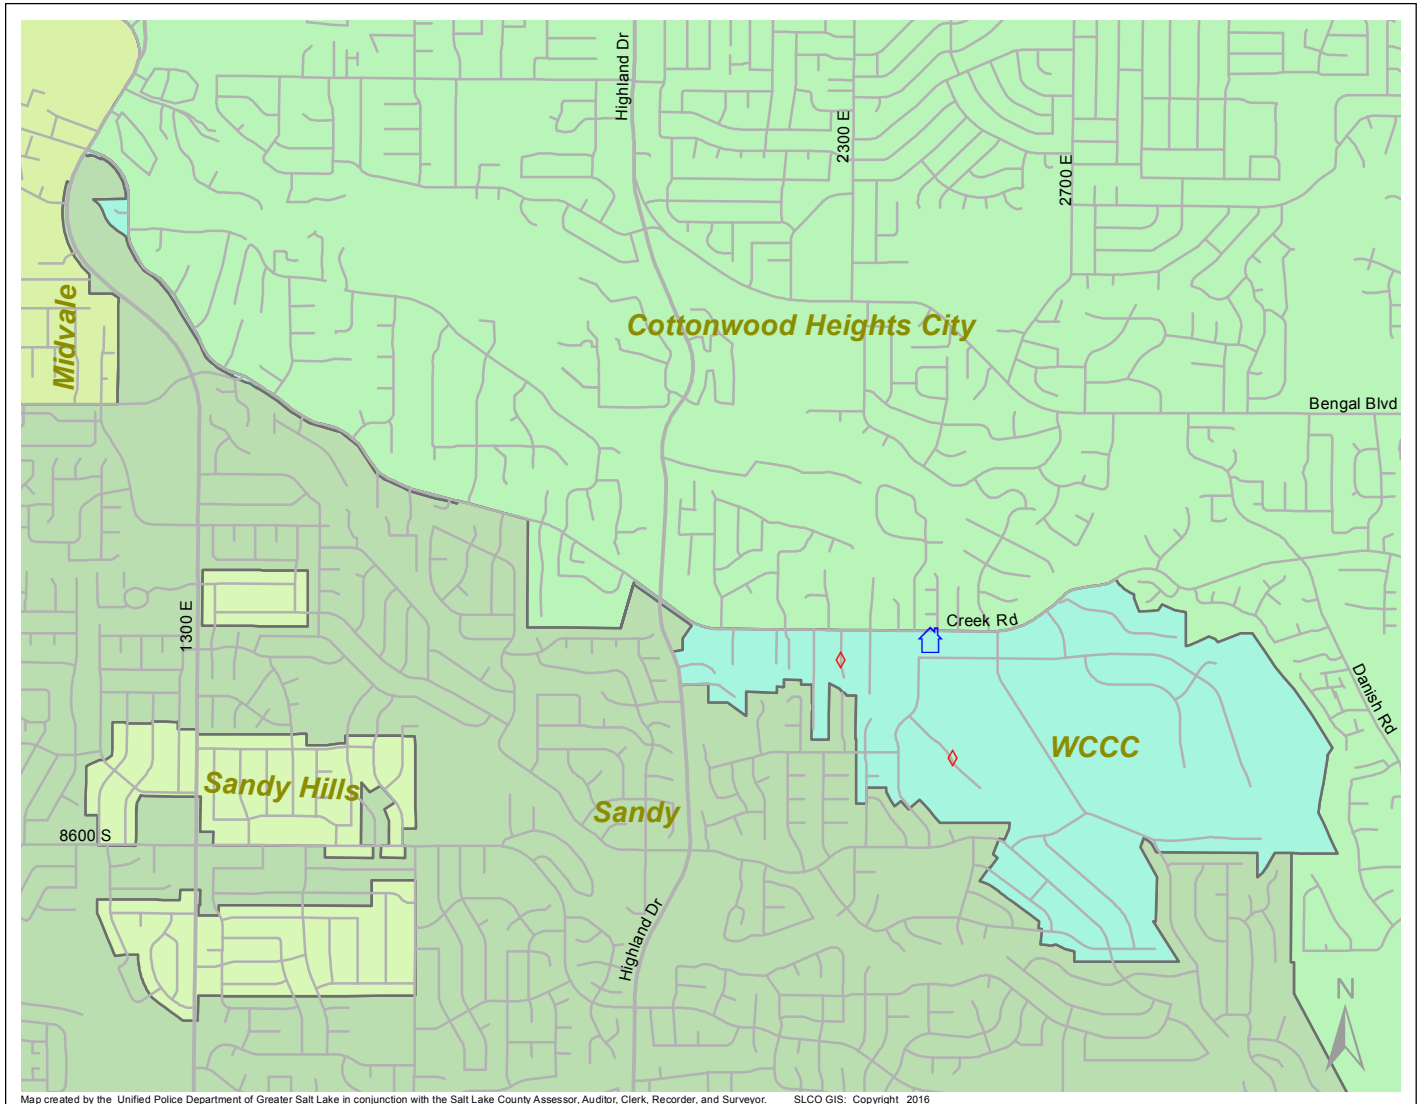 Highland Dr
2300 E
2700 E
Midvale
Cottonwood Heights City
Bengal Blvd
1300 E
Creek Rd
Danish Rd
WCCC
Sandy Hills
Sandy
8600 S
Highland Dr
N
Map created by the Unified Police Department of Greater Salt Lake in conjunction with the Salt Lake County Assessor, Auditor, Clerk, Recorder, and Surveyor. SLCO GIS: Copyright 2016